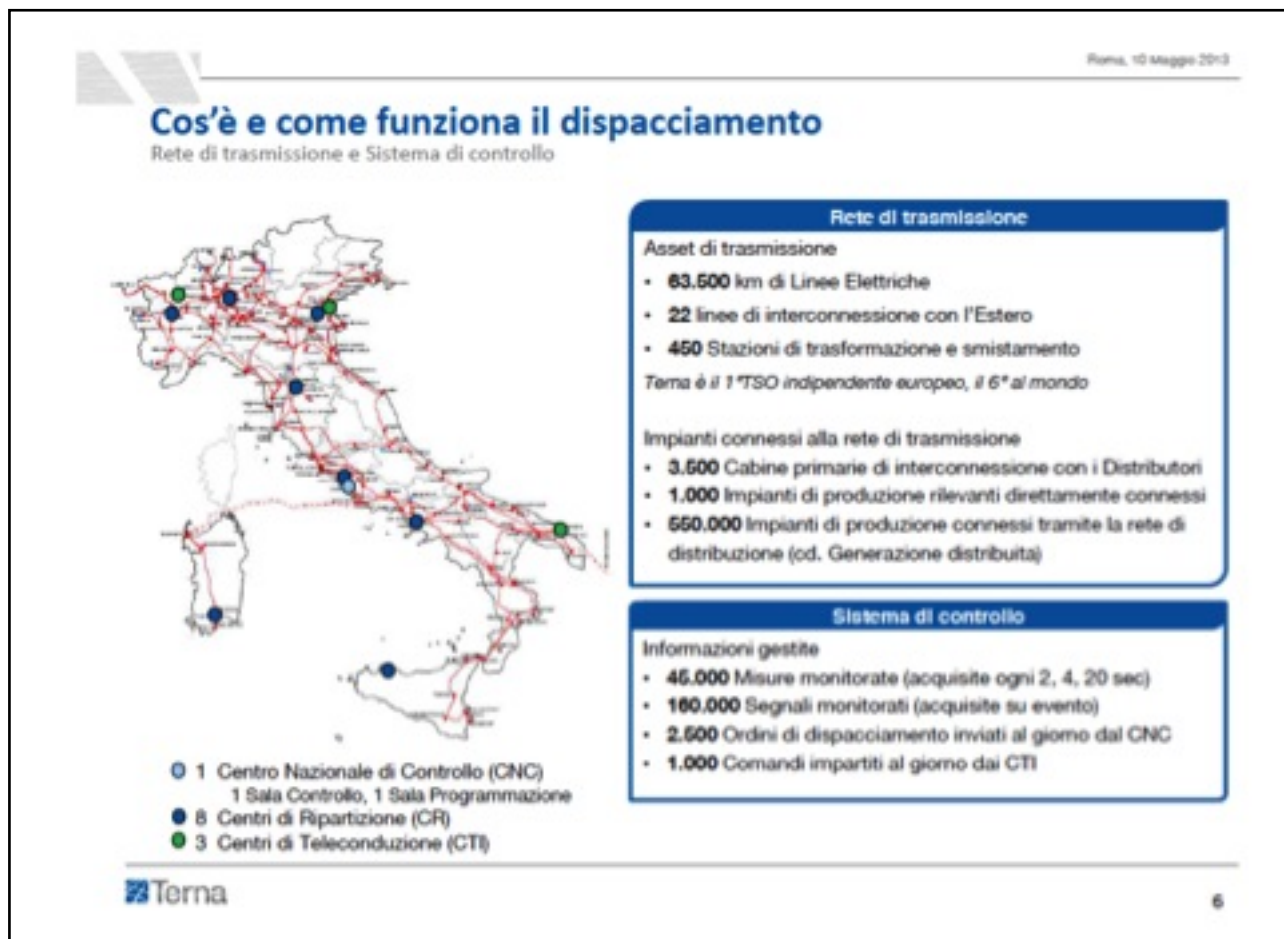 Roma, 10 Maggio 2013
Cos'è e come funziona il dispacciamento
Rete di trasmissione e Sistema di controllo
Rete di trasmissione
Asset di trasmissione
• 63.500 km di Linee Elettriche
• 22 linee di interconnessione con l'Estero
• 450 Stazioni di trasformazione e smistamento
Terna è il 1° TSO indipendente europeo, il 6° al mondo
Impianti connessi alla rete di trasmissione
• 3.500 Cabine primarie di interconnessione con i Distributori
• 1.000 Impianti di produzione rilevanti direttamente connessi
• 550.000 Impianti di produzione connessi tramite la rete di
distribuzione (cd. Generazione distribuita)
Sistema di controllo
Informazioni gestite
• 45.000 Misure monitorate (acquisite ogni 2, 4, 20 sec)
• 160.000 Segnali monitorati (acquisite su evento)
• 2.500 Ordini di dispacciamento inviati al giorno dal CNC
• 1.000 Comandi impartiti al giorno dai CTI
1 Centro Nazionale di Controllo (CNC)
1 Sala Controllo, 1 Sala Programmazione
8 Centri di Ripartizione (CR)
3 Centri di Teleconduzione (CTI)
Terna
6